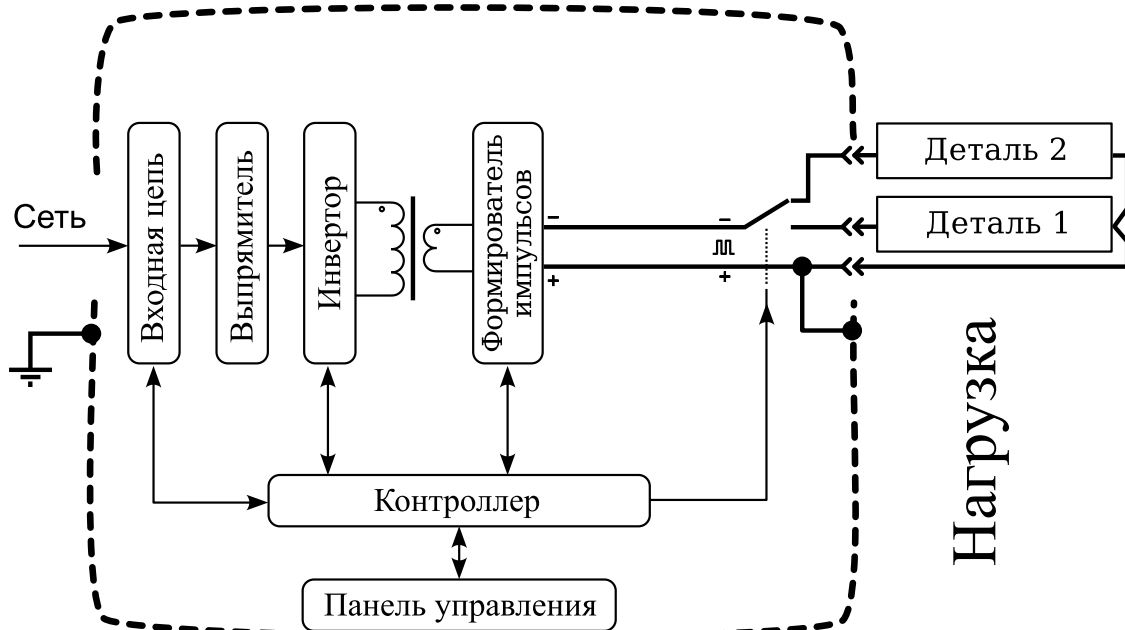 Сеть
Входная цепь
Выпрямитель
Инвертор
Формирователь
импульсов
−
+
−
+
Деталь 2
Деталь 1
Нагрузка
Контроллер
Панель управления